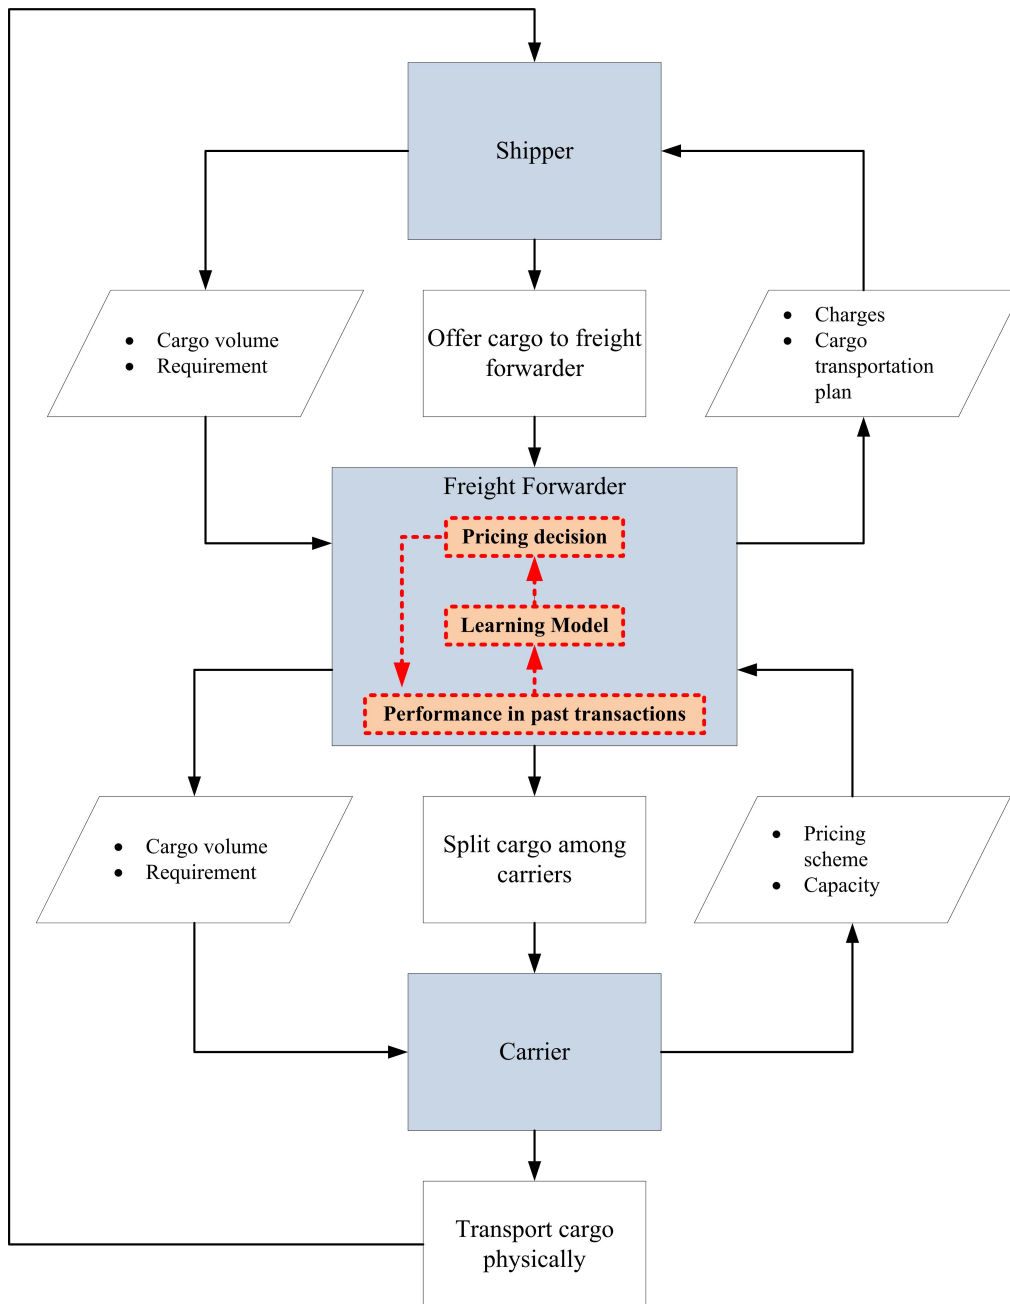 Shipper
• Cargo volume
• Requirement
Offer cargo to freight
forwarder
• Charges
• Cargo
transportation
plan
Freight Forwarder
Pricing decision
Learning Model
Performance in past transactions
• Cargo volume
• Requirement
Split cargo among
carriers
• Pricing
scheme
• Capacity
Carrier
Transport cargo
physically